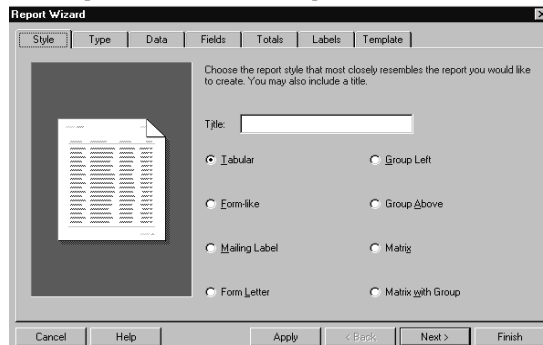 Report Wizard
Style Type Data Fields Totals Labels Template
Choose the report style that most closely resembles the report you would like
to create. You may also include a title.
Title:
Tabular Group Left
Form-like Group Above
Mailing Label Matrix
Form Letter Matrix with Group
Cancel Help Apply < Back Next > Finish